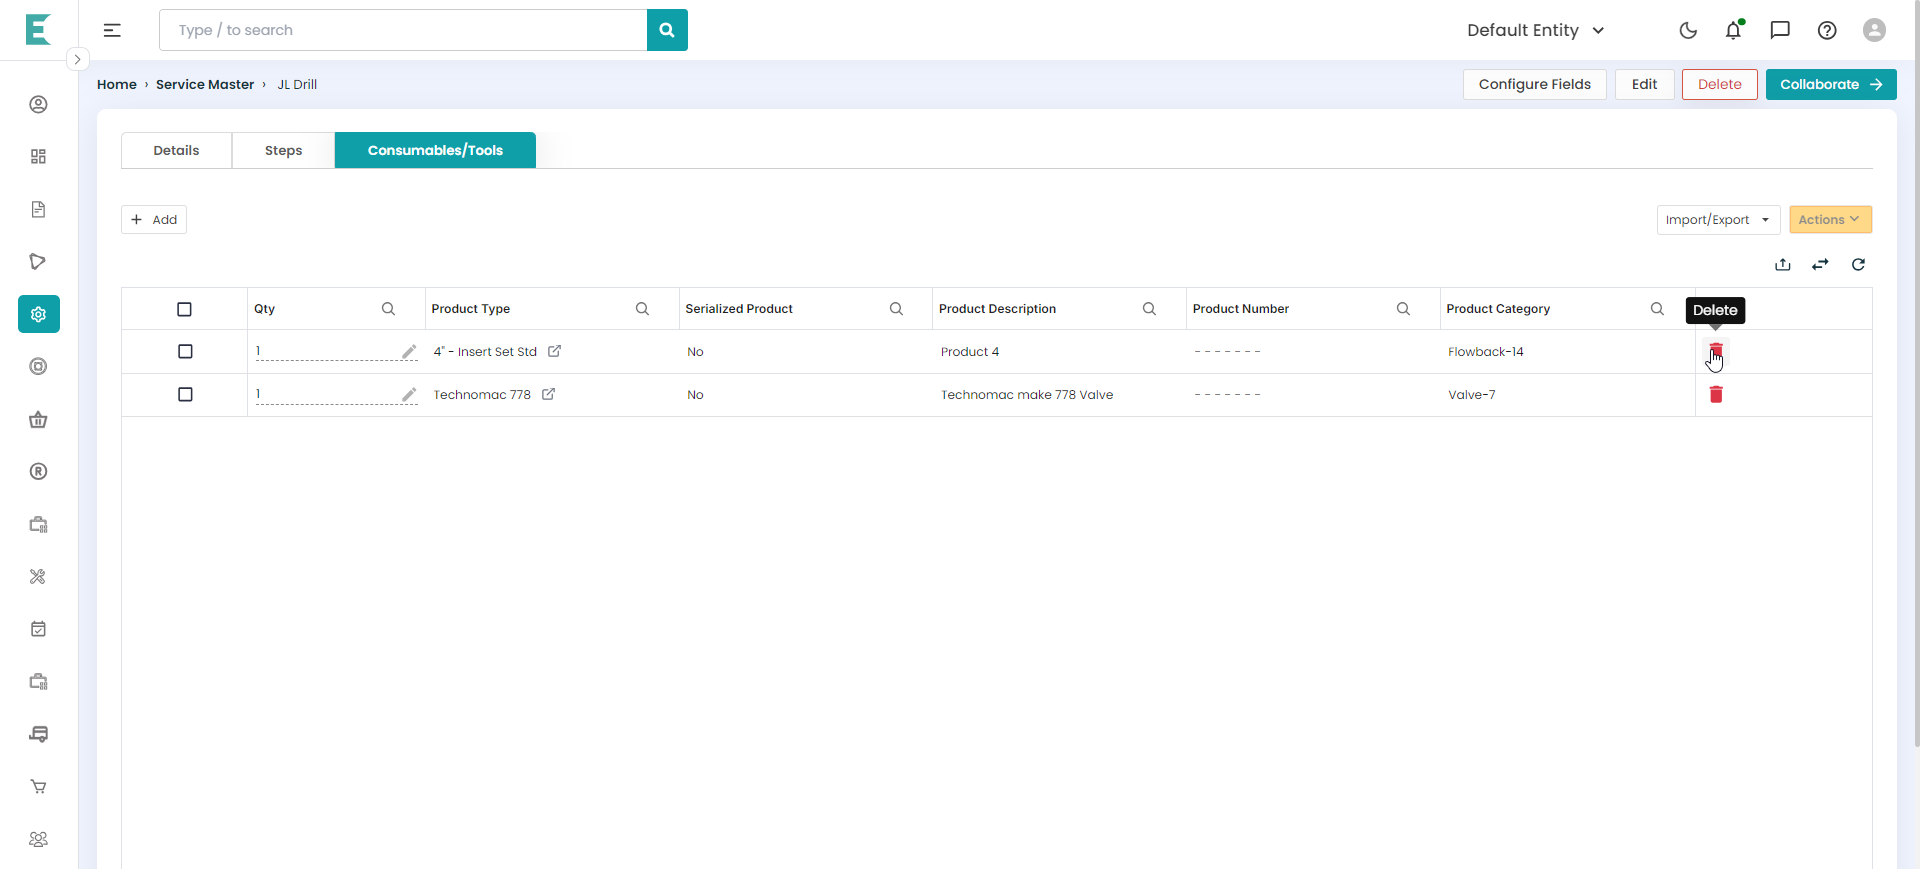 Type / to search
Default Entity
Home › Service Master › JL Drill
Configure Fields
Edit
Delete
Collaborate
Details
Steps
Consumables/Tools
+ Add
Import/Export
Actions
Qty
Product Type
Serialized Product
Product Description
Product Number
Product Category
Delete
1
4" - Insert Set Std
No
Product 4
- - - - - - -
Flowback-14
1
Technomac 778
No
Technomac make 778 Valve
- - - - - - -
Valve-7